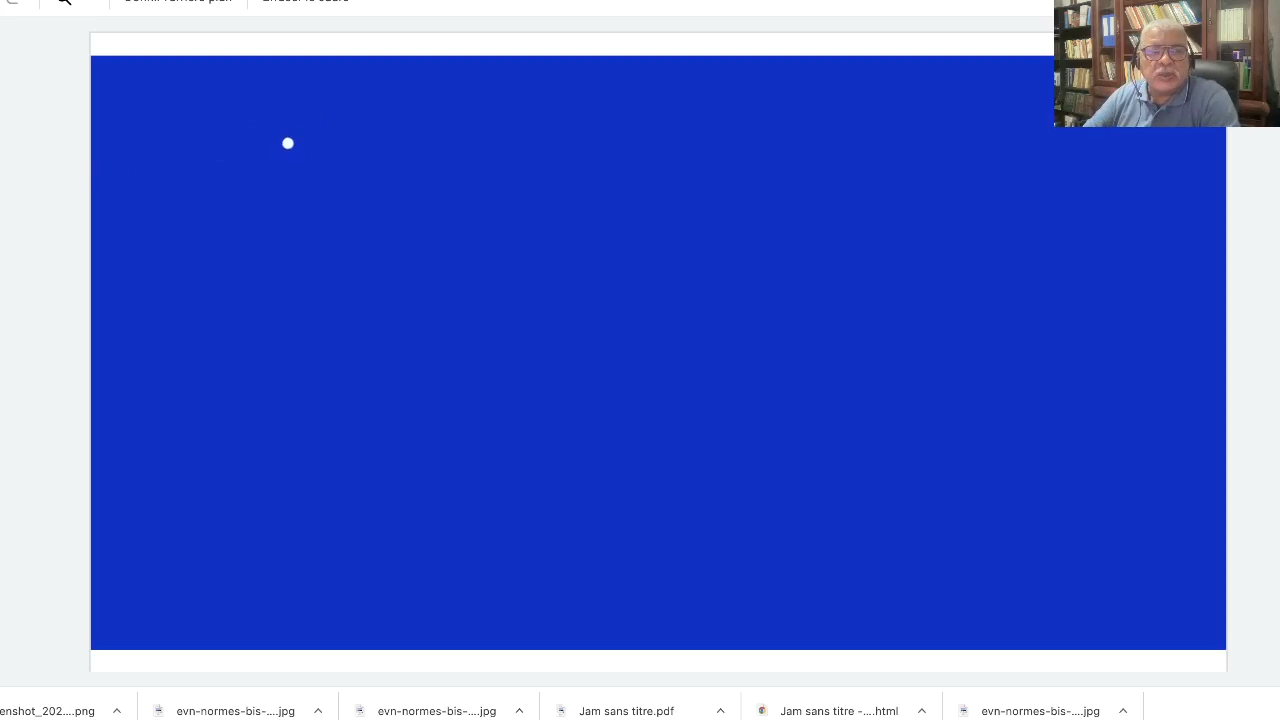 enshot_202....png
evn-normes-bis-....jpg
evn-normes-bis-....jpg
Jam sans titre.pdf
Jam sans titre -....html
evn-normes-bis-....jpg